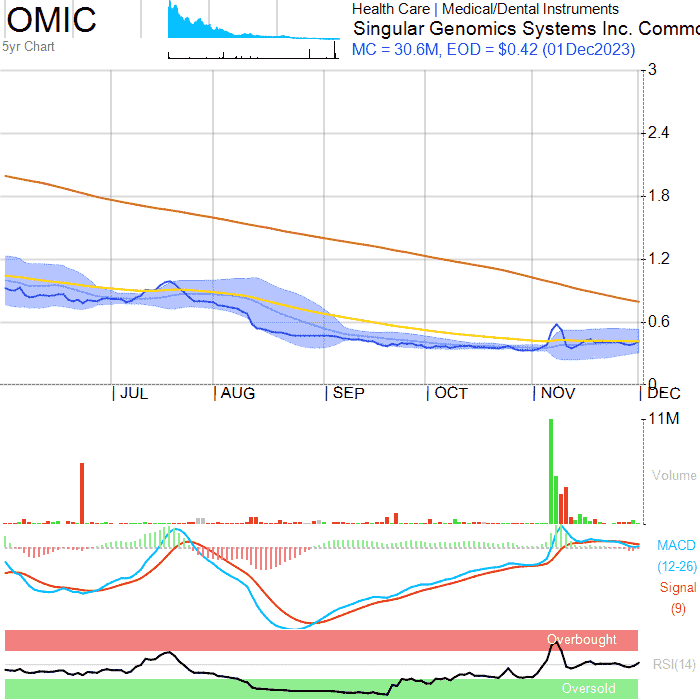 OMIC
5yr Chart
Health Care | Medical/Dental Instruments
Singular Genomics Systems Inc. Commo
MC = 30.6M, EOD = $0.42 (01Dec2023)
3
2.4
1.8
1.2
0.6
0
JUL AUG SEP OCT NOV DEC
11M
Volume
MACD
(12-26)
Signal
(9)
Overbought
RSI(14)
Oversold